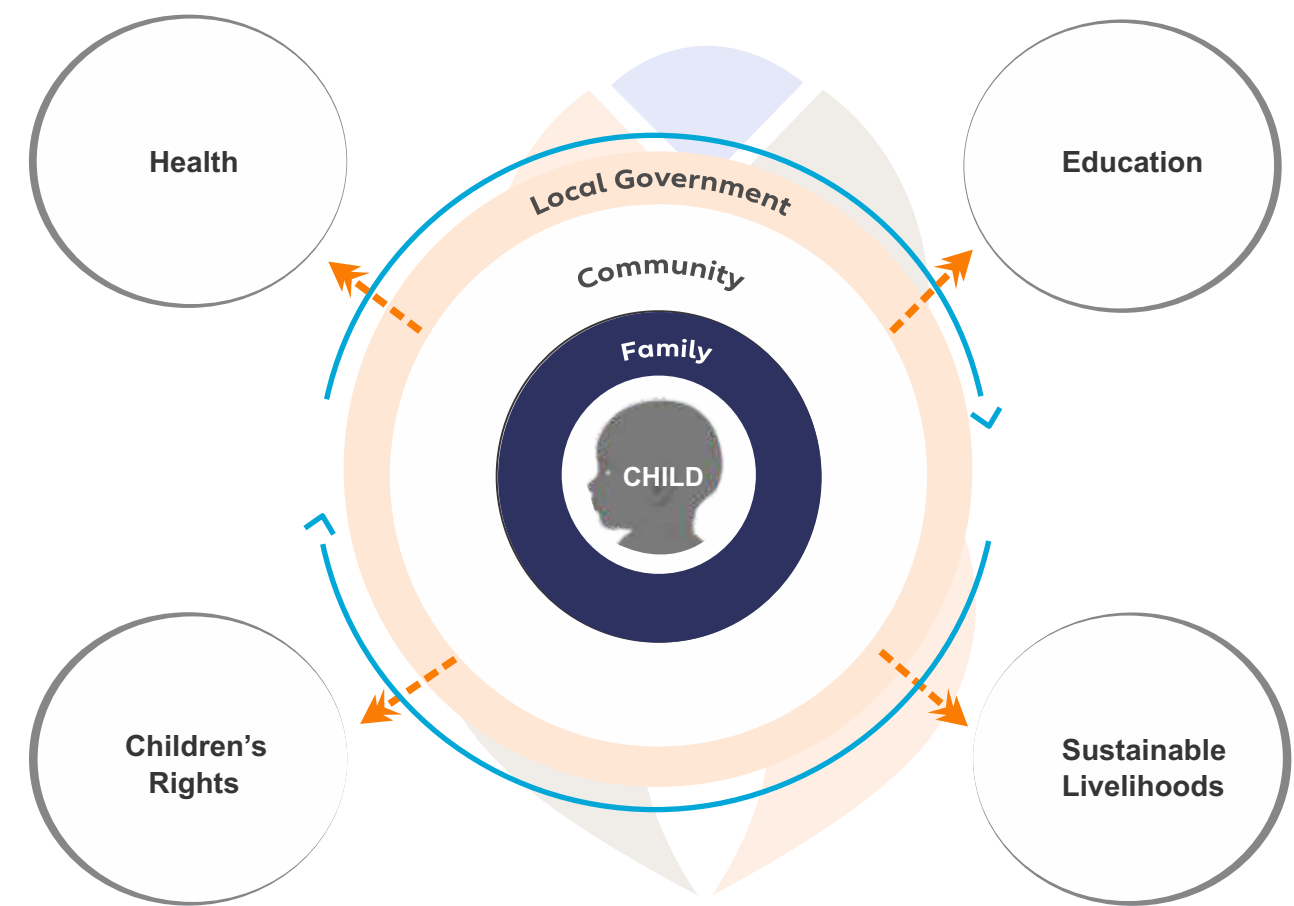 Health
Education
Local Government
Community
Family
CHILD
Children's
Rights
Sustainable
Livelihoods